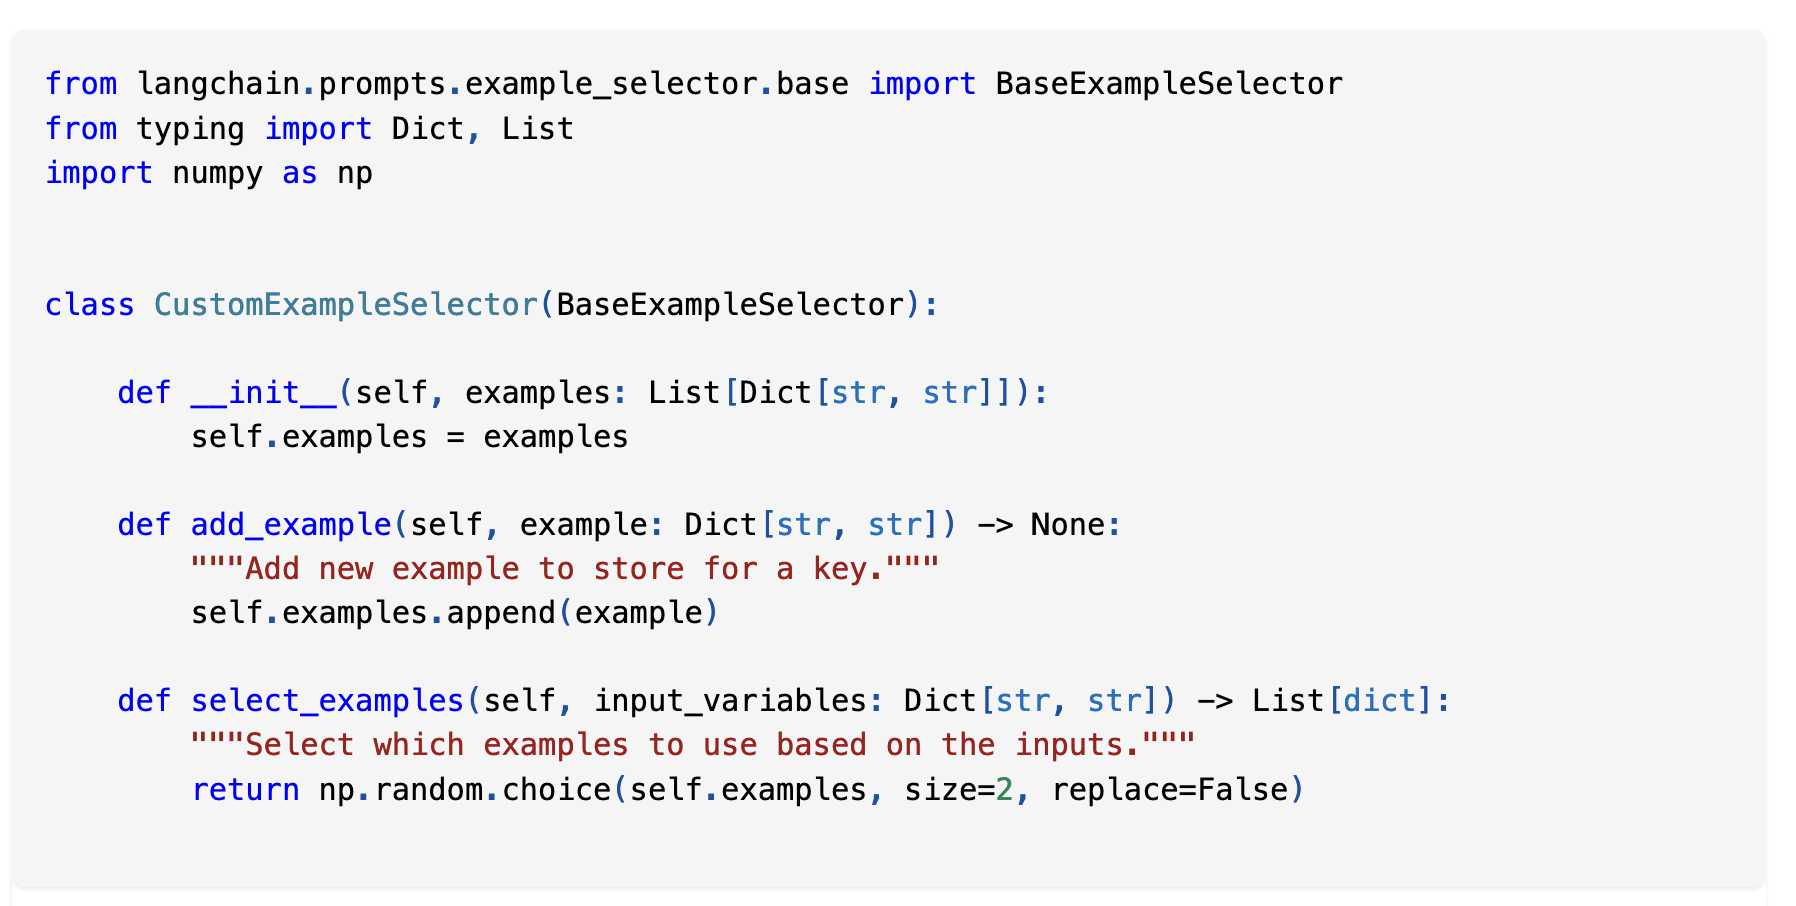 from langchain.prompts.example_selector.base import BaseExampleSelector
from typing import Dict, List
import numpy as np
class CustomExampleSelector(BaseExampleSelector):
    def __init__(self, examples: List[Dict[str, str]]):
        self.examples = examples
    def add_example(self, example: Dict[str, str]) -> None:
        """Add new example to store for a key."""
        self.examples.append(example)
    def select_examples(self, input_variables: Dict[str, str]) -> List[dict]:
        """Select which examples to use based on the inputs."""
        return np.random.choice(self.examples, size=2, replace=False)